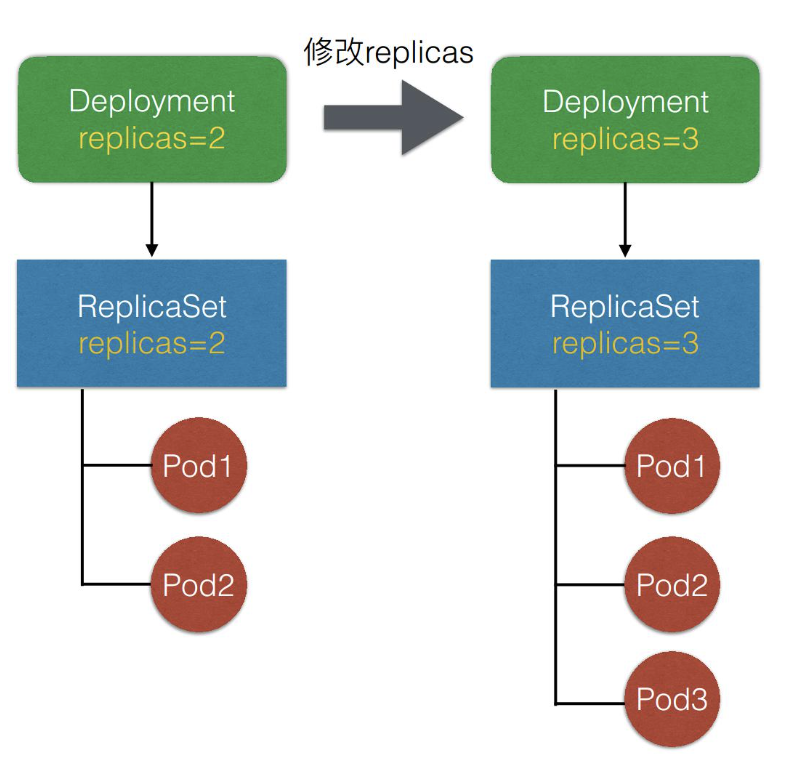 修改replicas
Deployment
replicas=2
Deployment
replicas=3
ReplicaSet
replicas=2
ReplicaSet
replicas=3
Pod1
Pod1
Pod2
Pod2
Pod3